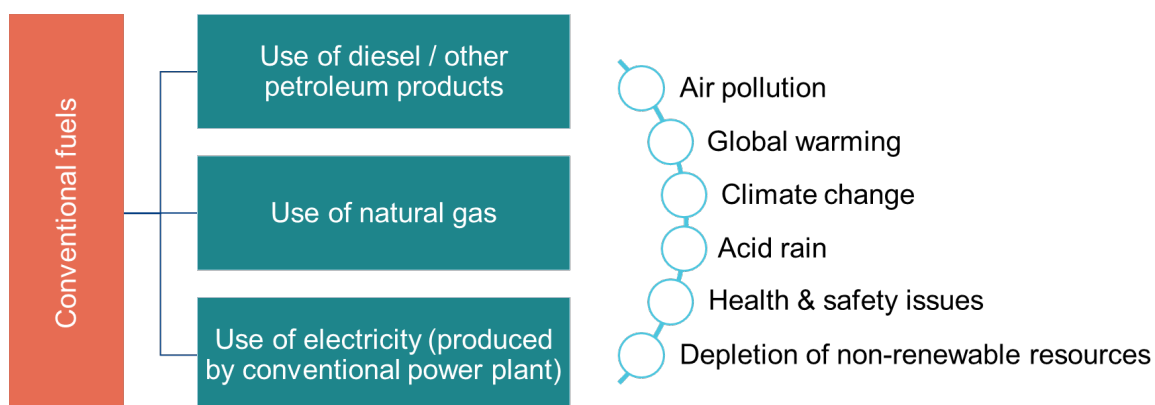 Conventional fuels
Use of diesel / other
petroleum products
Use of natural gas
Use of electricity (produced
by conventional power plant)
Air pollution
Global warming
Climate change
Acid rain
Health & safety issues
Depletion of non-renewable resources